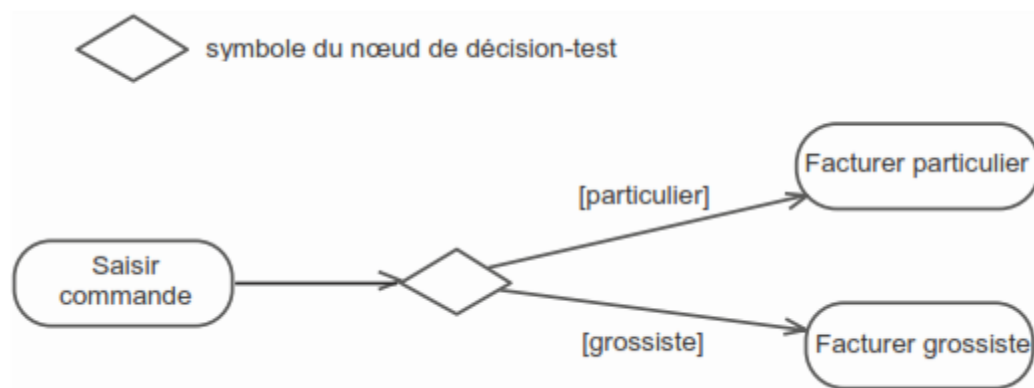 symbole du nœud de décision-test
Facturer particulier
[particulier]
Saisir
commande
[grossiste]
Facturer grossiste